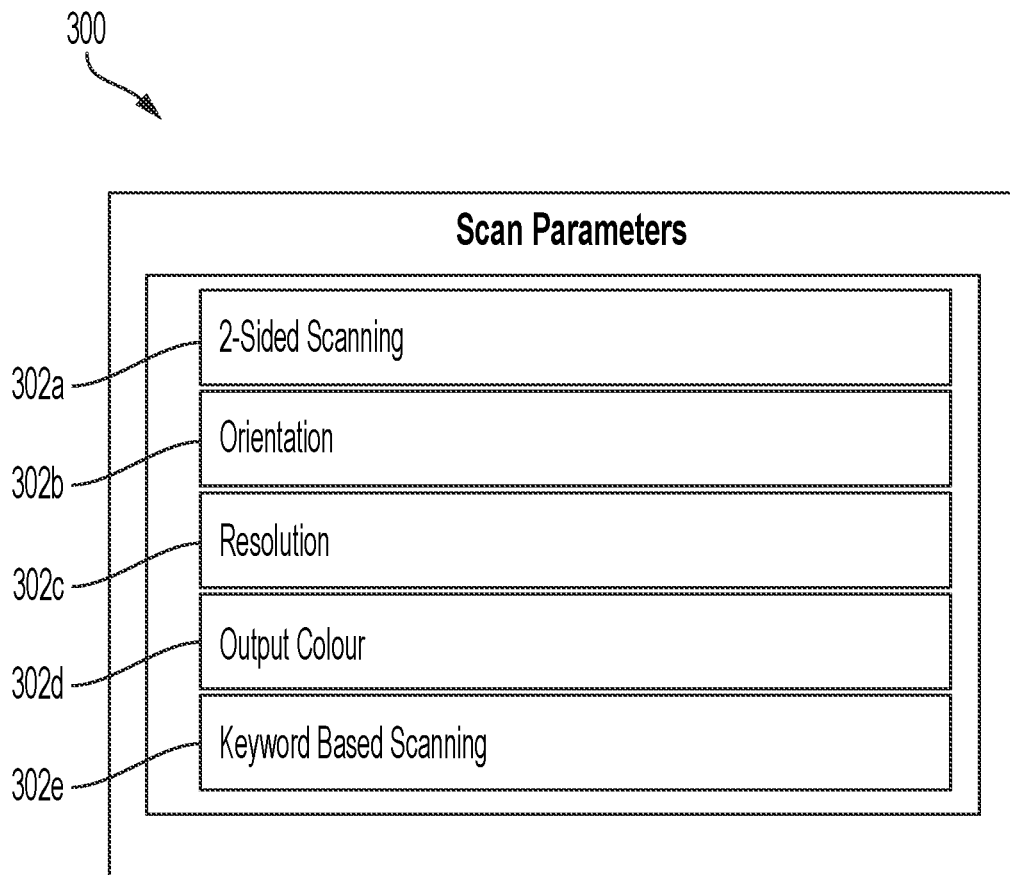 300
Scan Parameters
2-Sided Scanning
302a
Orientation
302b
Resolution
302c
Output Colour
302d
Keyword Based Scanning
302e